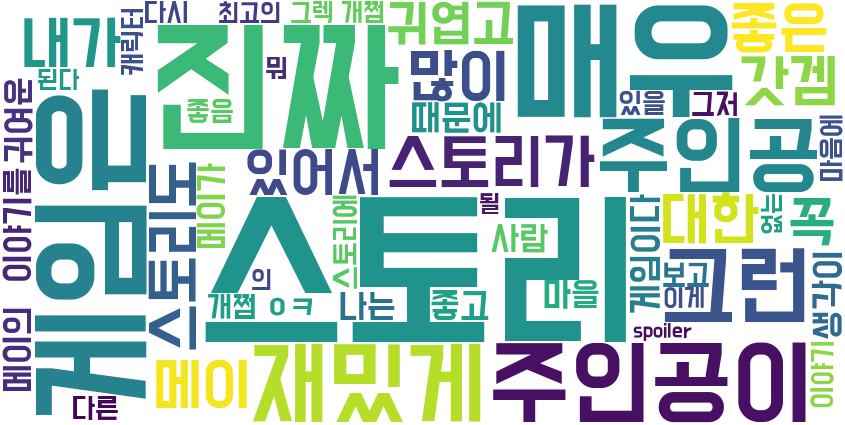 다시
최고의
그렉
개쩜
귀엽고
좋은
내가
캐릭터
진짜
뭐
많이
매우
갓겜
된다
좋음
때문에
있을
그저
이야기를
귀여운
게임은
있어서
스토리가
주인공
마음에
스토리도
메이가
스토리
될
사람
대한
없는
꼭
스토리중
의
게임이다
보고
이게
그런
생각이
메이의
개쩜
ㅇㅋ
나는
좋고
마을
spoiler
이야기
다른
메이
재밌게
주인공이